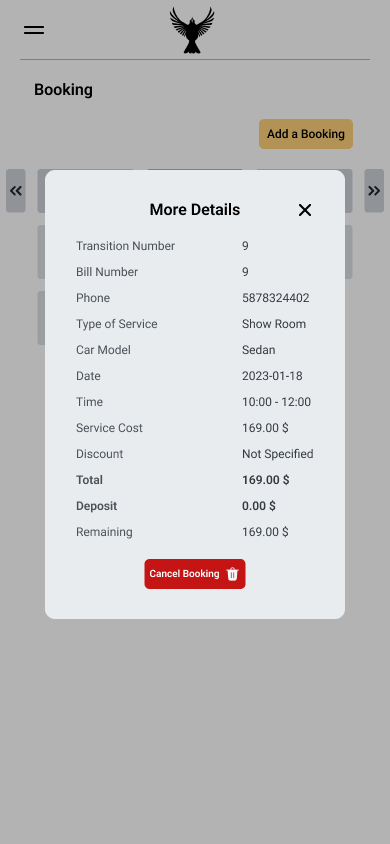 Booking
Add a Booking
More Details
Transition Number 9
Bill Number 9
Phone 5878324402
Type of Service Show Room
Car Model Sedan
Date 2023-01-18
Time 10:00 - 12:00
Service Cost 169.00 $
Discount Not Specified
Total 169.00 $
Deposit 0.00 $
Remaining 169.00 $
Cancel Booking